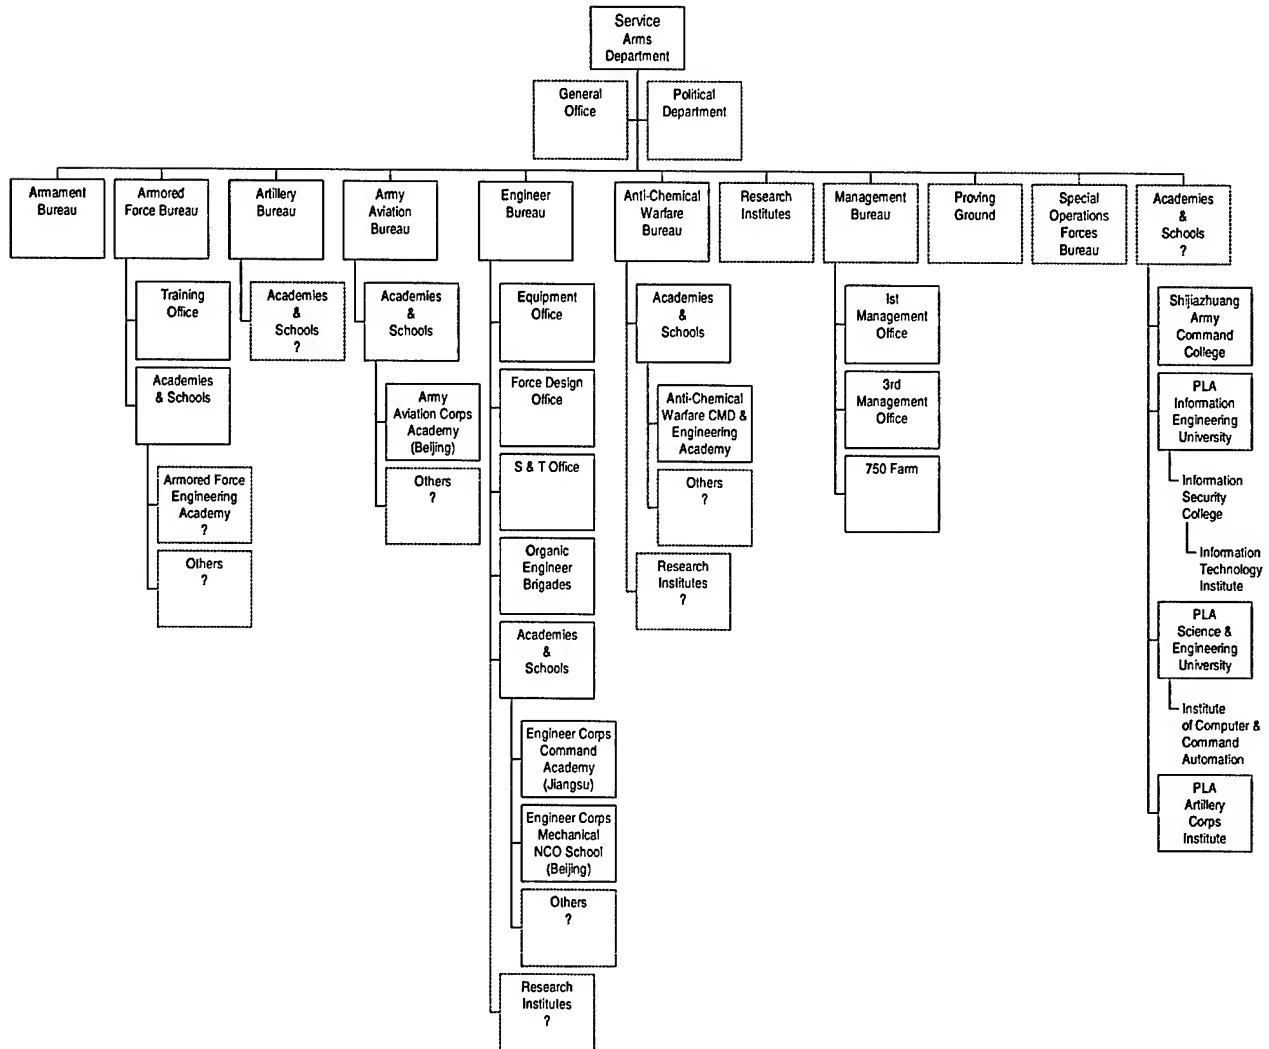 Service
Arms
Department
General
Office
Political
Department
Armament
Bureau
Armored
Force Bureau
Artillery
Bureau
Army
Aviation
Bureau
Engineer
Bureau
Anti-Chemical
Warfare
Bureau
Research
Institutes
Management
Bureau
Proving
Ground
Special
Operations
Forces
Bureau
Academies
&
Schools
?
Training
Office
Academies
& Schools
Armored Force
Engineering
Academy
?
Others
?
Academies
&
Schools
?
Academies
&
Schools
Army
Aviation Corps
Academy
(Beijing)
Others
?
Equipment
Office
Force Design
Office
S & T Office
Organic
Engineer
Brigades
Academies
&
Schools
Engineer Corps
Command
Academy
(Jiangsu)
Engineer Corps
Mechanical
NCO School
(Beijing)
Others
?
Research
Institutes
?
Academies
&
Schools
Anti-Chemical
Warfare CMD &
Engineering
Academy
Others
?
Research
Institutes
?
Ist
Management
Office
3rd
Management
Office
750 Farm
Shijiazhuang
Army
Command
College
PLA
Information
Engineering
University
Information
Security
College
Information
Technology
Institute
PLA
Science &
Engineering
University
Institute
of Computer &
Command
Automation
PLA
Artillery
Corps
Institute